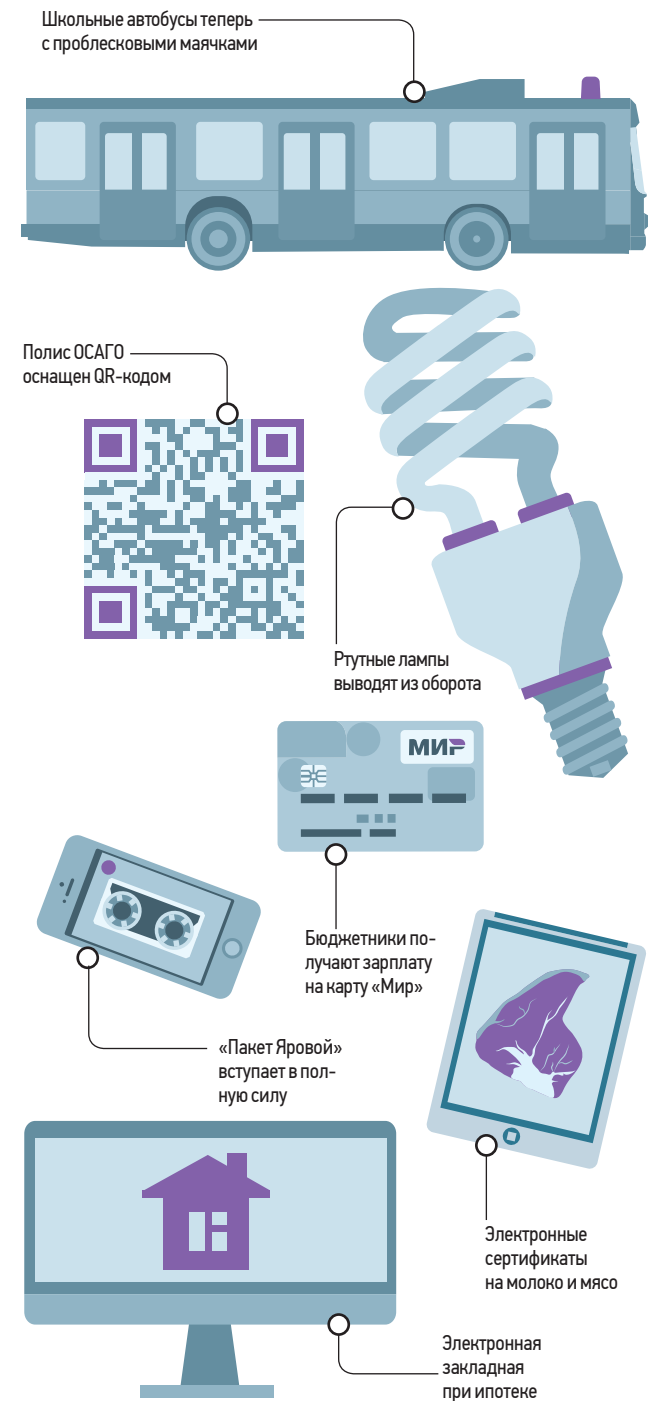 Школьные автобусы теперь
с проблесковыми маячками
Полис ОСАГО
оснащен QR-кодом
Ртутные лампы
выводят из оборота
МИР
Бюджетники по-
лучают зарплату
на карту «Мир»
«Пакет Яровой»
вступает в пол-
ную силу
Электронные
сертификаты
на молоко и мясо
Электронная
закладная
при ипотеке